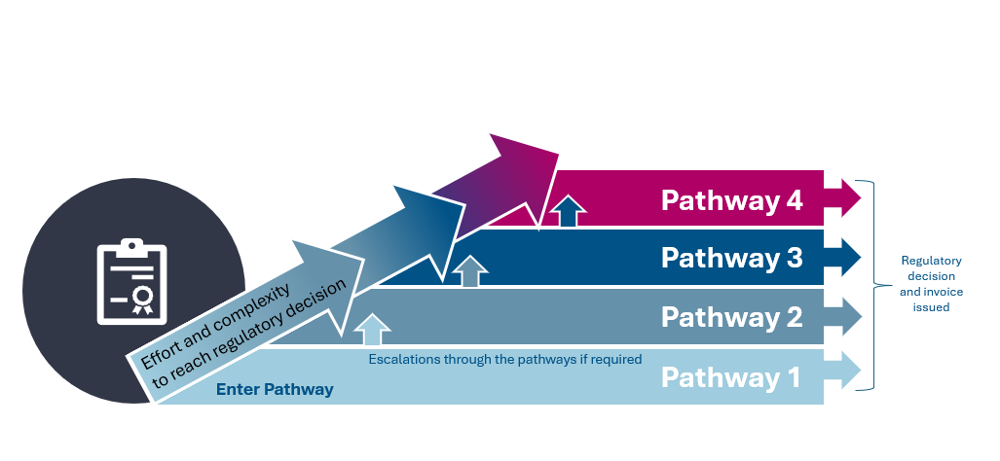 Effort and complexity
to reach regulatory decision
Pathway 4
Pathway 3
Pathway 2
Escalations through the pathways if required
Pathway 1
Enter Pathway
Regulatory
decision
and invoice
issued